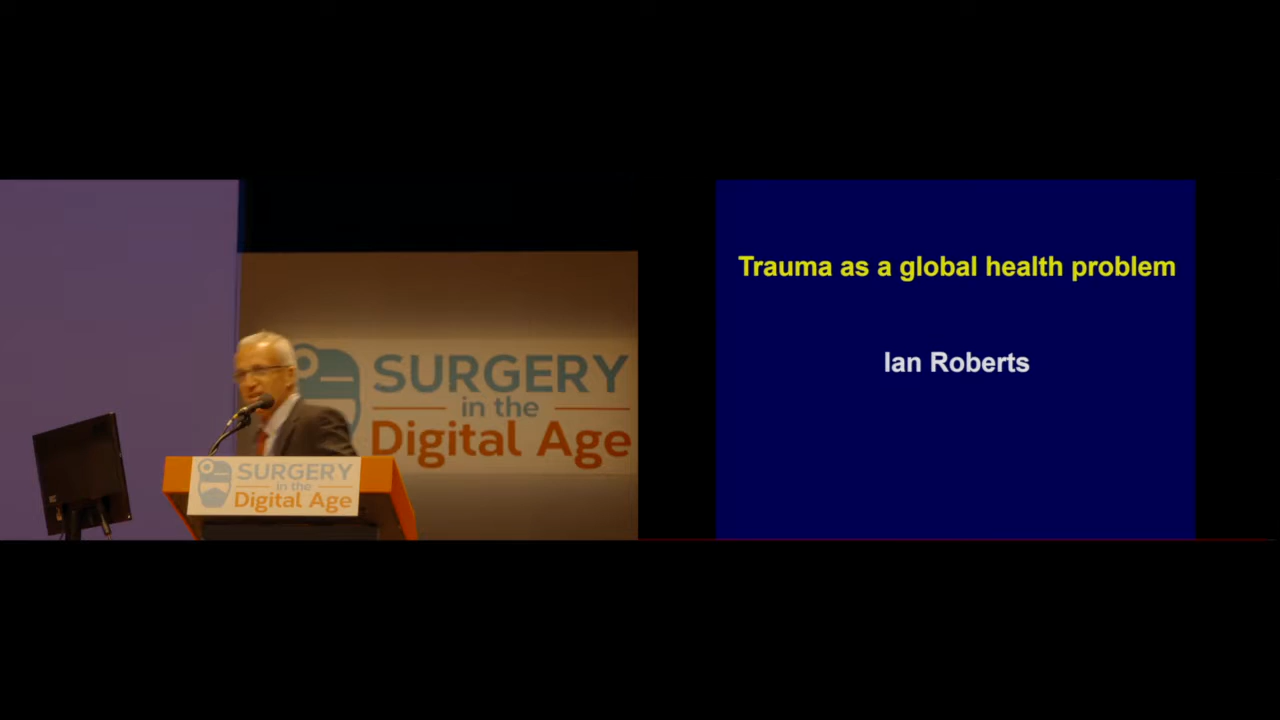 SURGERY
in the
Digital Age
SURGERY
in the
Digital Age
Trauma as a global health problem
Ian Roberts